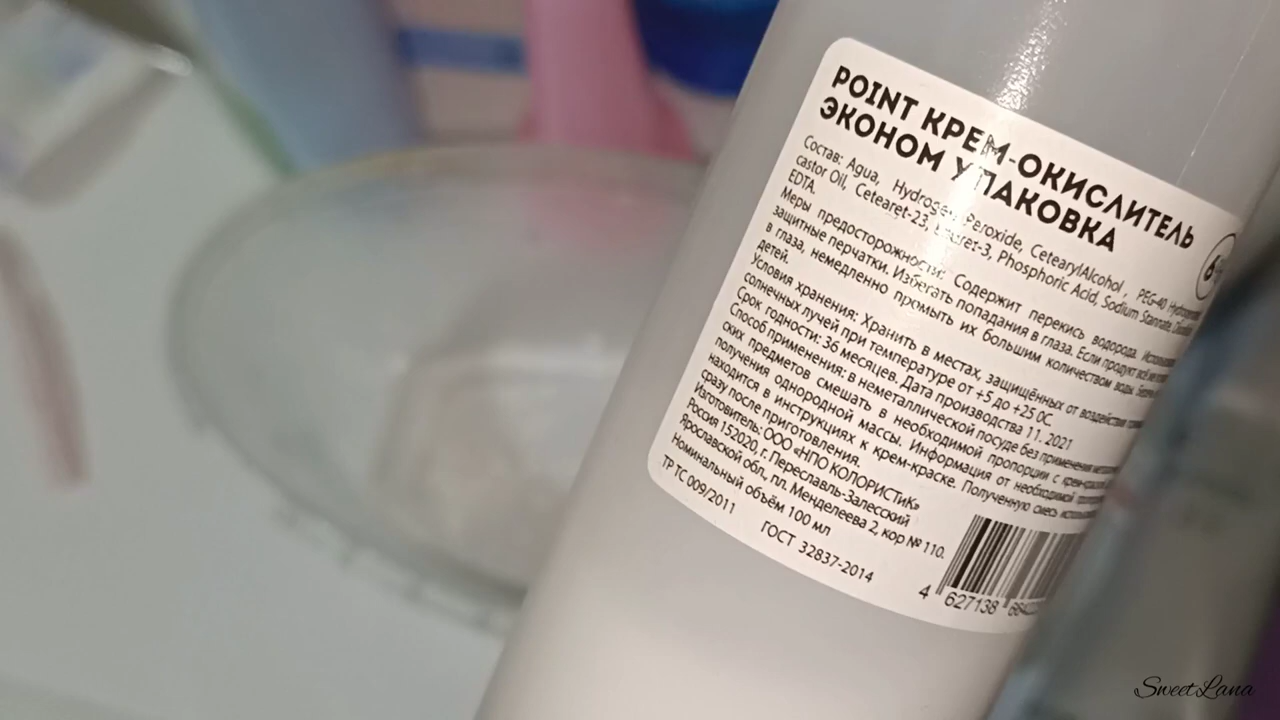 POINT КРЕМ-ОКИСЛИТЕЛЬ
ЭКОНОМ УПАКОВКА
Состав: Agua, Hydrogen Peroxide, CetearylAlcohol, PEG-40
castor Oil, Cetearet-23, Phosphoric Acid, Sodium Stannate,
EDTA.
Меры предосторожности: Содержит перекись водорода.
защитные перчатки. Избегать попадания в глаза. Если продукт
в глаза, немедленно промыть их большим количеством воды.
детей.
Условия хранения: Хранить в местах, защищённых от воздействия
солнечных лучей при температуре от +5 до +25 0С.
Срок годности: 36 месяцев. Дата производства 11. 2021
Способ применения: в неметаллической посуде без применения
ских предметов смешать в необходимой пропорции с
получения однородной массы. Информация от необходимой
находится в инструкциях к крем-краске. Полученную смесь
сразу после приготовления.
Изготовитель: ООО «НПО КОЛОРИСТиК»
Россия 152020, г. Переславль-Залесский
Ярославской обл, пл. Менделеева 2, кор № 110.
Номинальный объём 100 мл
ТР ТС 009/2011 ГОСТ 32837-2014
4 627138
SweetLana